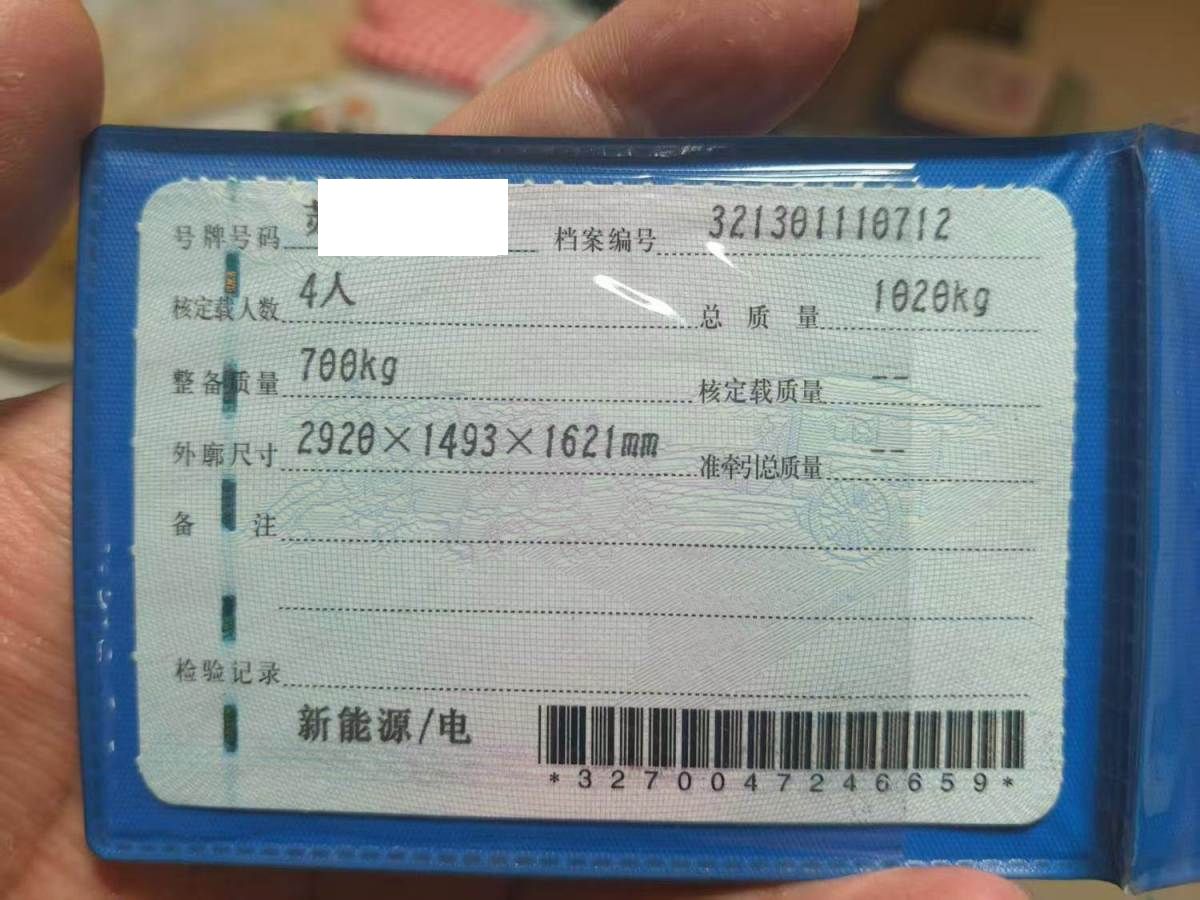 号牌号码 苏 档案编号 321301110712
核定载人数 4人 总质量 1020kg
整备质量 700kg 核定载质量 --
外廓尺寸 2920×1493×1621mm 准牵引总质量 --
备注
检验记录
新能源/电
*3270047246659*